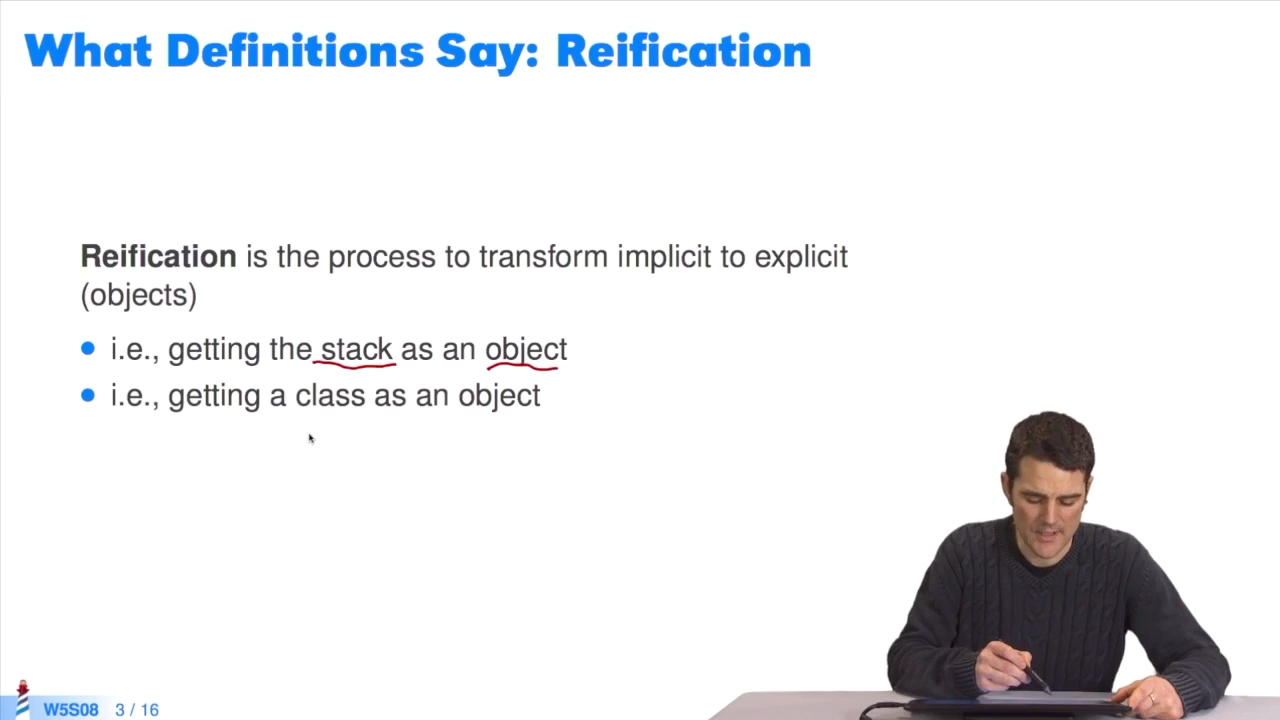 What Definitions Say: Reification
Reification is the process to transform implicit to explicit
(objects)
i.e., getting the stack as an object
i.e., getting a class as an object
W5S08 3 / 16